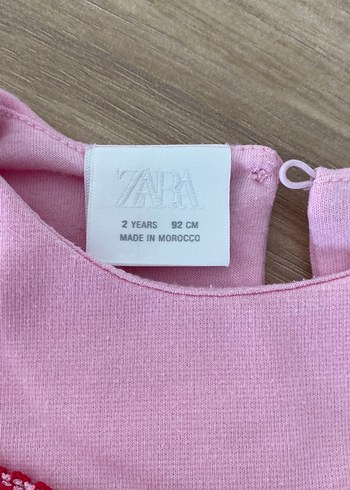 ZARA
2 YEARS 92 CM
MADE IN MOROCCO